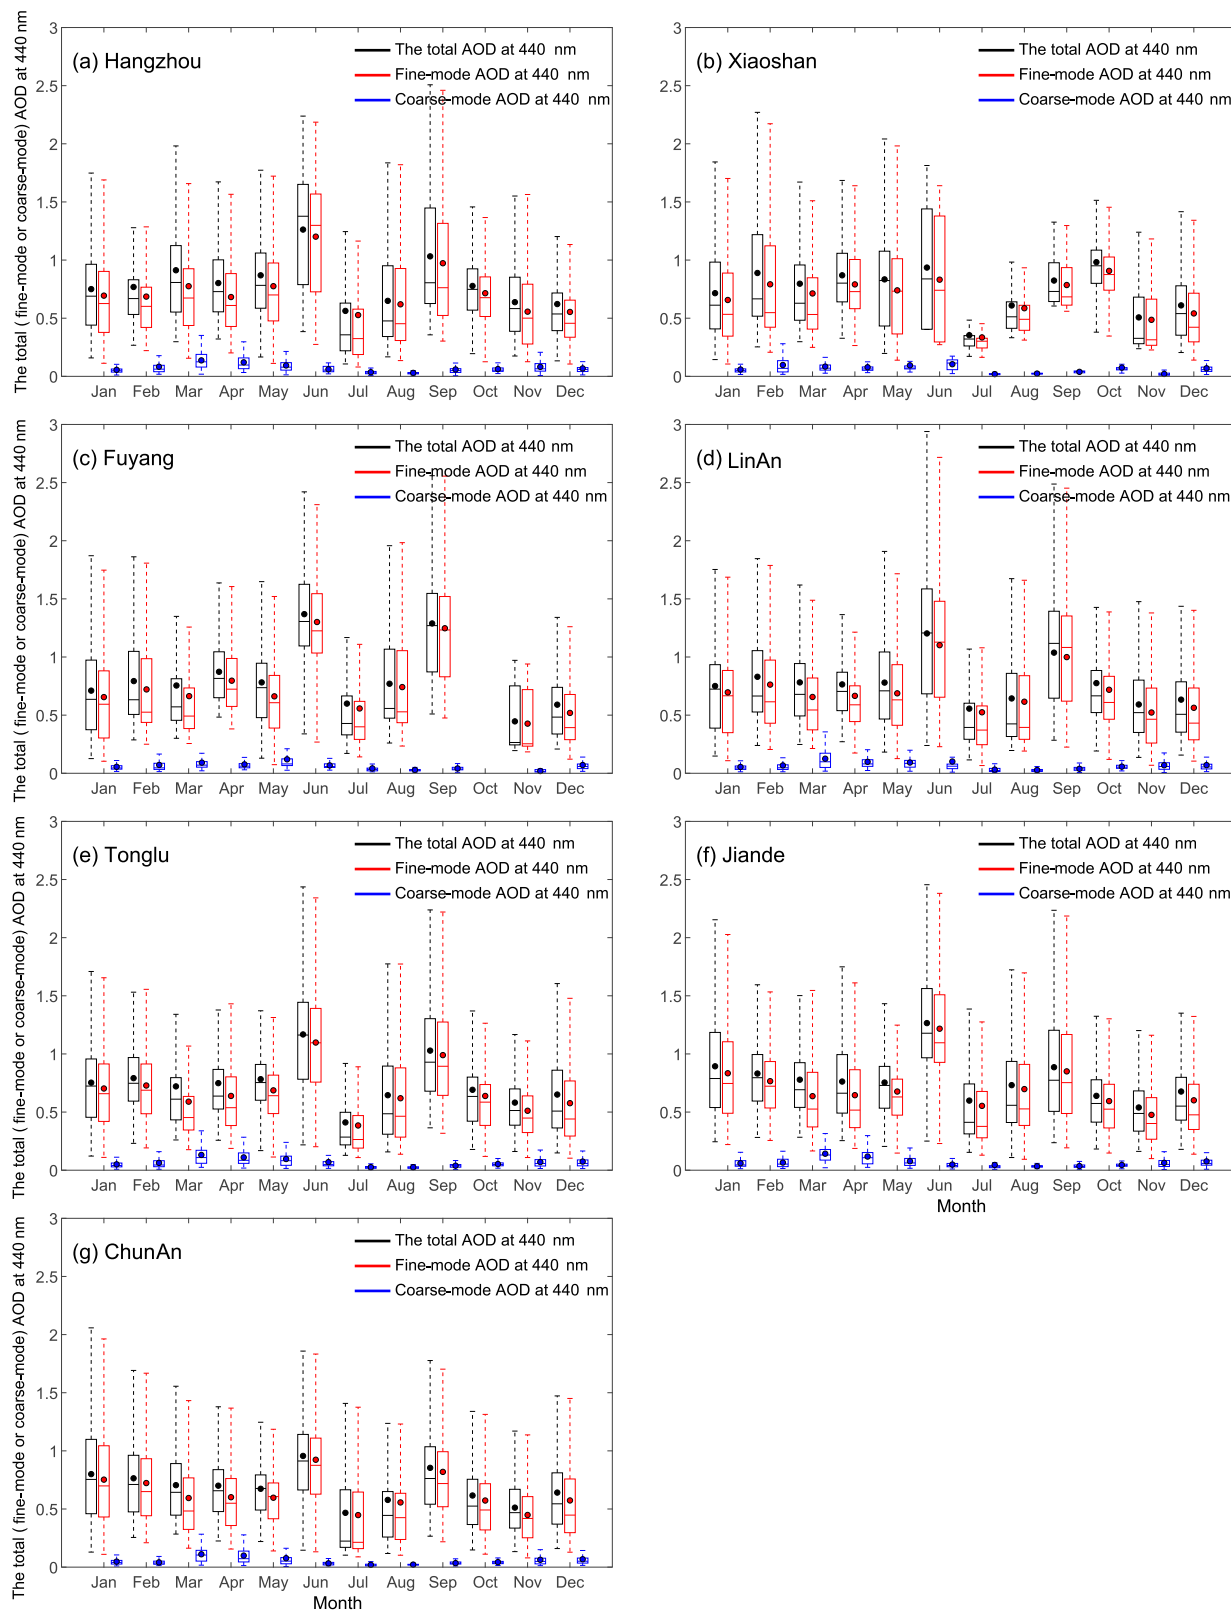 The total ( fine-mode or coarse-mode) AOD at 440 nm
3
2.5
2
1.5
1
0.5
0
(a) Hangzhou
The total AOD at 440 nm
Fine-mode AOD at 440 nm
Coarse-mode AOD at 440 nm
Jan Feb Mar Apr May Jun Jul Aug Sep Oct Nov Dec
3
2.5
2
1.5
1
0.5
0
(b) Xiaoshan
The total AOD at 440 nm
Fine-mode AOD at 440 nm
Coarse-mode AOD at 440 nm
Jan Feb Mar Apr May Jun Jul Aug Sep Oct Nov Dec
The total ( fine-mode or coarse-mode) AOD at 440 nm
3
2.5
2
1.5
1
0.5
0
(c) Fuyang
The total AOD at 440 nm
Fine-mode AOD at 440 nm
Coarse-mode AOD at 440 nm
Jan Feb Mar Apr May Jun Jul Aug Sep Oct Nov Dec
3
2.5
2
1.5
1
0.5
0
(d) LinAn
The total AOD at 440 nm
Fine-mode AOD at 440 nm
Coarse-mode AOD at 440 nm
Jan Feb Mar Apr May Jun Jul Aug Sep Oct Nov Dec
The total ( fine-mode or coarse-mode) AOD at 440 nm
3
2.5
2
1.5
1
0.5
0
(e) Tonglu
The total AOD at 440 nm
Fine-mode AOD at 440 nm
Coarse-mode AOD at 440 nm
Jan Feb Mar Apr May Jun Jul Aug Sep Oct Nov Dec
3
2.5
2
1.5
1
0.5
0
(f) Jiande
The total AOD at 440 nm
Fine-mode AOD at 440 nm
Coarse-mode AOD at 440 nm
Jan Feb Mar Apr May Jun Jul Aug Sep Oct Nov Dec
Month
The total ( fine-mode or coarse-mode) AOD at 440 nm
3
2.5
2
1.5
1
0.5
0
(g) ChunAn
The total AOD at 440 nm
Fine-mode AOD at 440 nm
Coarse-mode AOD at 440 nm
Jan Feb Mar Apr May Jun Jul Aug Sep Oct Nov Dec
Month